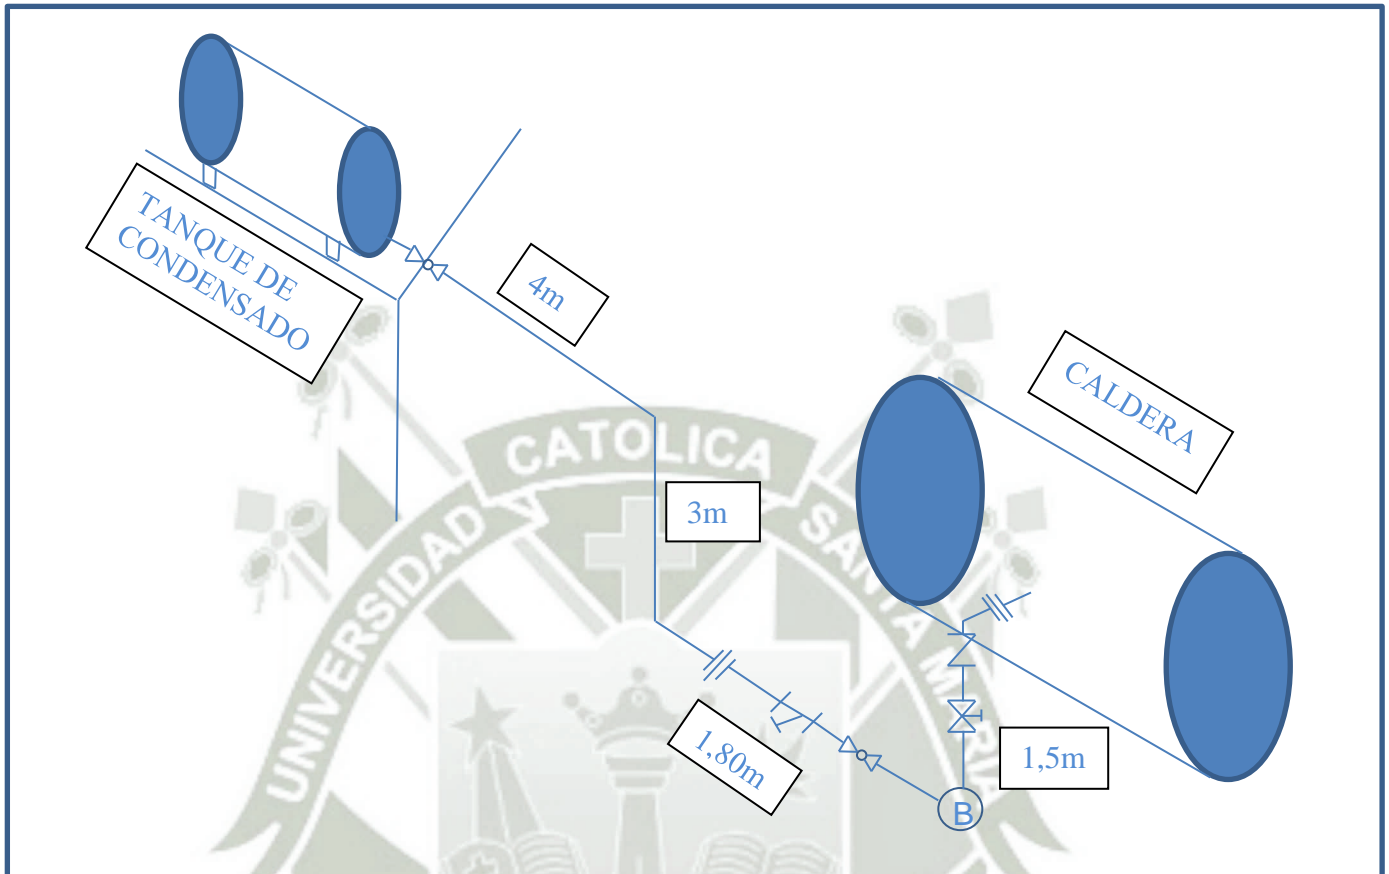 TANQUE DE
CONDENSADO
4m
CALDERA
CATOLICA
3m
UNIVERSIDAD
SANTA MARIA
1,80m
1,5m
B